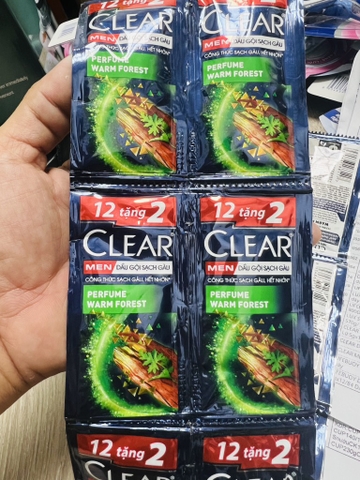 12 tặng 2
CLEAR
MEN DẦU GỘI SẠCH GÀU
CÔNG THỨC SẠCH GÀU, HẾT NHỜN*
PERFUME
WARM FOREST
12 tặng 2
CLEAR
MEN DẦU GỘI SẠCH GÀU
CÔNG THỨC SẠCH GÀU, HẾT NHỜN*
PERFUME
WARM FOREST
12 tặng 2
CLEAR
MEN DẦU GỘI SẠCH GÀU
CÔNG THỨC SẠCH GÀU, HẾT NHỜN*
PERFUME
WARM FOREST
12 tặng 2
CLEAR
MEN DẦU GỘI SẠCH GÀU
CÔNG THỨC SẠCH GÀU, HẾT NHỜN*
PERFUME
WARM FOREST
12 tặng 2
CLEAR
12 tặng 2
CLEAR